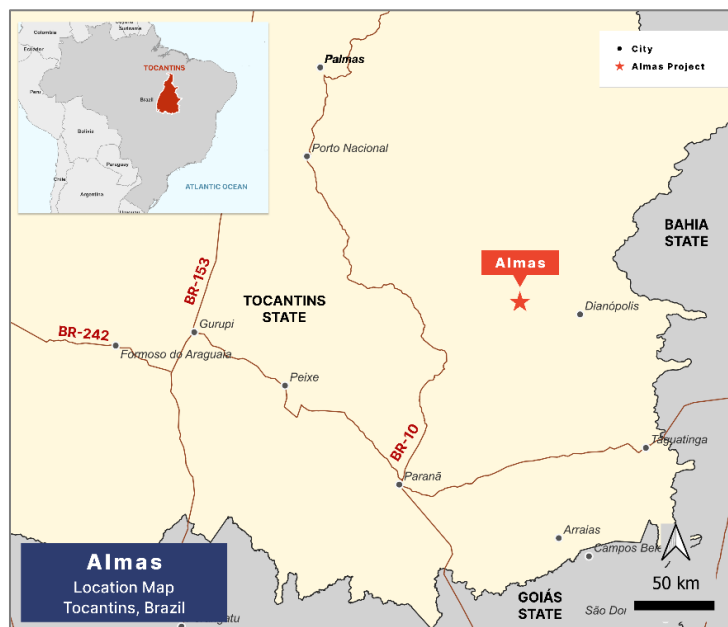 Colombia
Suriname
Ecuador
TOCANTINS
Peru
Brazil
Bolivia
Paraguay
Chile
Argentina
ATLANTIC OCEAN
City
Almas Project
Palmas
Porto Nacional
BAHIA
STATE
Almas
BR-153
TOCANTINS
STATE
Dianópolis
BR-242
Gurupi
Formoso do Araguaia
Peixe
BR-10
Taguatinga
Paranã
Arraias
Campos Bel
Almas
Location Map
Tocantins, Brazil
50 km
GOIÁS
STATE
São Do